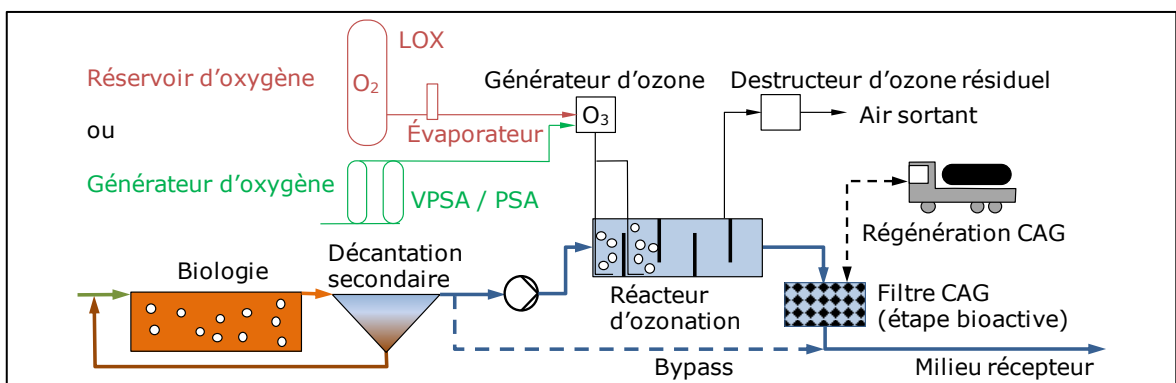 LOX
Réservoir d'oxygène
O₂
ou
Évaporateur
Générateur d'oxygène
VPSA / PSA
Générateur d'ozone
O₃
Destructeur d'ozone résiduel
Air sortant
Régénération CAG
Biologie
Décantation
secondaire
Réacteur
d'ozonation
Filtre CAG
(étape bioactive)
Bypass
Milieu récepteur